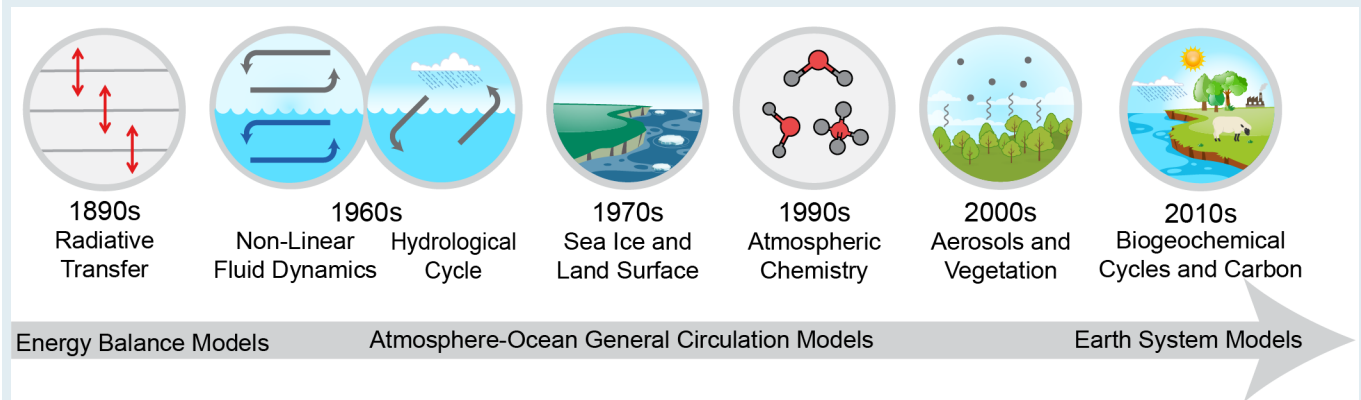 1890s
Radiative
Transfer
1960s
Non-Linear
Fluid Dynamics
Hydrological
Cycle
1970s
Sea Ice and
Land Surface
1990s
Atmospheric
Chemistry
2000s
Aerosols and
Vegetation
2010s
Biogeochemical
Cycles and Carbon
Energy Balance Models
Atmosphere-Ocean General Circulation Models
Earth System Models